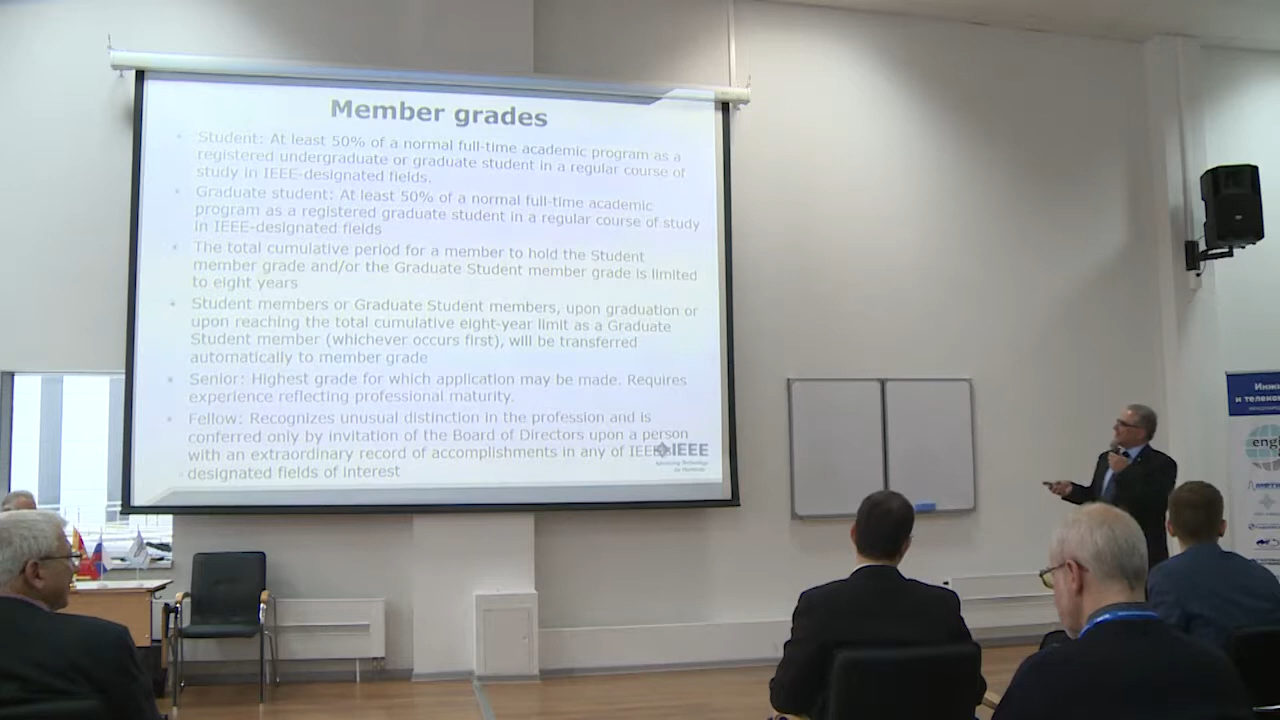 Member grades
Student: At least 50% of a normal full-time academic program as a
registered undergraduate or graduate student in a regular course of
study in IEEE-designated fields.
Graduate student: At least 50% of a normal full-time academic
program as a registered graduate student in a regular course of study
in IEEE-designated fields
The total cumulative period for a member to hold the Student
member grade and/or the Graduate Student member grade is limited
to eight years
Student members or Graduate Student members, upon graduation or
upon reaching the total cumulative eight-year limit as a Graduate
Student member (whichever occurs first), will be transferred
automatically to member grade
Senior: Highest grade for which application may be made. Requires
experience reflecting professional maturity.
Fellow: Recognizes unusual distinction in the profession and is
conferred only by invitation of the Board of Directors upon a person
with an extraordinary record of accomplishments in any of IEEE-
designated fields of interest
IEEE
Advancing Technology
for Humanity
Инжи
и телеко
engi